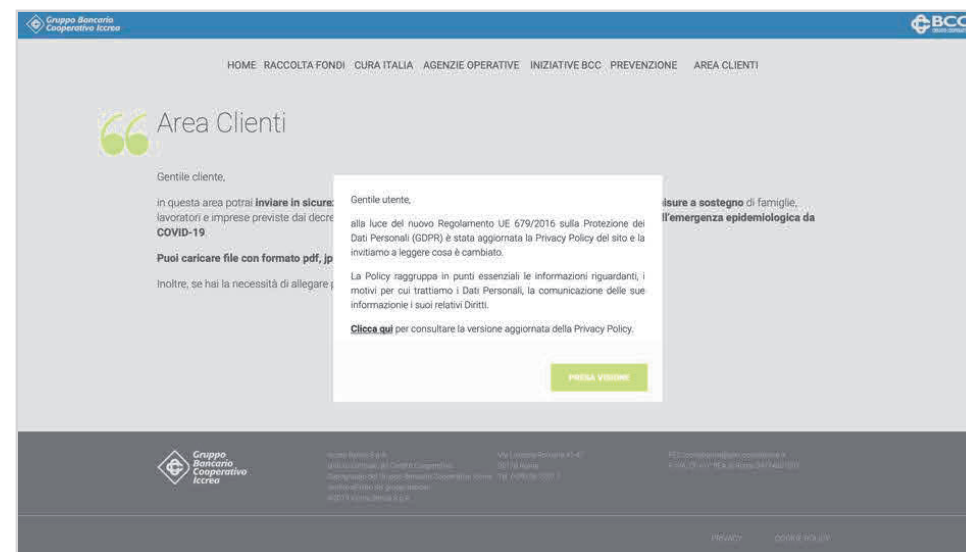 Gruppo Bancario
Cooperativo Iccrea
BCC
HOME RACCOLTA FONDI CURA ITALIA AGENZIE OPERATIVE INIZIATIVE BCC PREVENZIONE AREA CLIENTI
Area Clienti
Gentile cliente,
in questa area potrai inviare in sicure
isure a sostegno di famiglie,
lavoratori e imprese previste dai decre
ll'emergenza epidemiologica da
COVID-19.
Puoi caricare file con formato pdf, jp
Inoltre, se hai la necessità di allegare p
Gentile utente,
alla luce del nuovo Regolamento UE 679/2016 sulla Protezione dei
Dati Personali (GDPR) è stata aggiornata la Privacy Policy del sito e la
invitiamo a leggere cosa è cambiato.
La Policy raggruppa in punti essenziali le informazioni riguardanti, i
motivi per cui trattiamo i Dati Personali, la comunicazione delle sue
informazionie i suoi relativi Diritti.
Clicca qui per consultare la versione aggiornata della Privacy Policy.
PRESA VISIONE
Gruppo
Bancario
Cooperativo
Iccrea
PRIVACY COOKIE POLICY